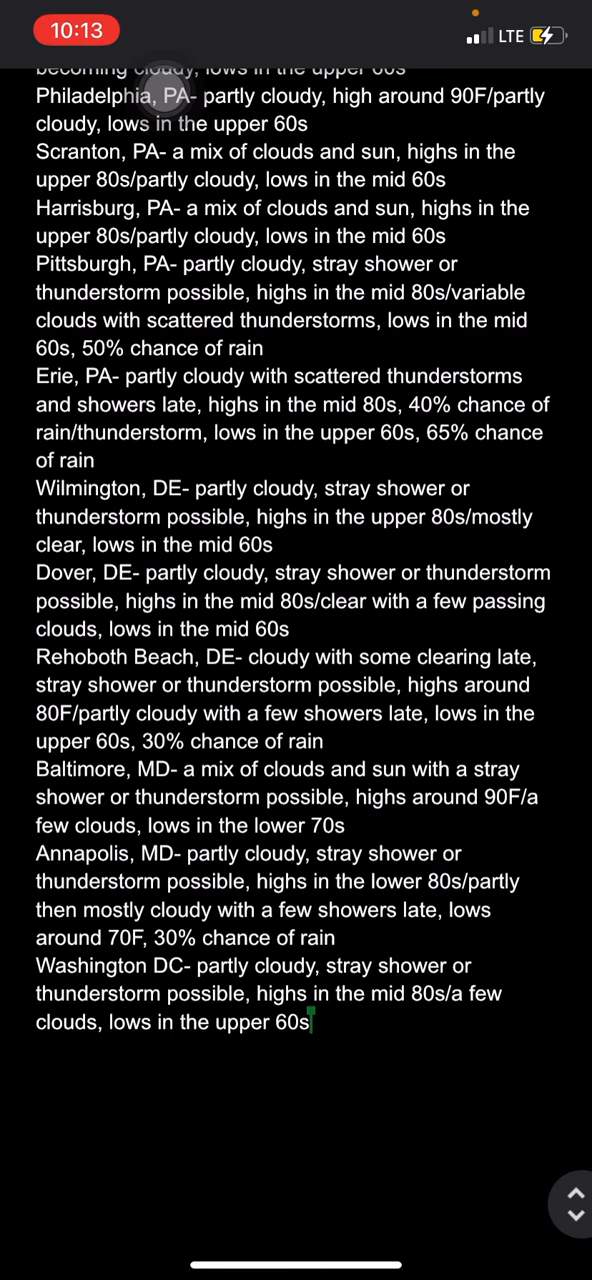 10:13
LTE
becoming cloudy, lows in the upper 60s
Philadelphia, PA- partly cloudy, high around 90F/partly
cloudy, lows in the upper 60s
Scranton, PA- a mix of clouds and sun, highs in the
upper 80s/partly cloudy, lows in the mid 60s
Harrisburg, PA- a mix of clouds and sun, highs in the
upper 80s/partly cloudy, lows in the mid 60s
Pittsburgh, PA- partly cloudy, stray shower or
thunderstorm possible, highs in the mid 80s/variable
clouds with scattered thunderstorms, lows in the mid
60s, 50% chance of rain
Erie, PA- partly cloudy with scattered thunderstorms
and showers late, highs in the mid 80s, 40% chance of
rain/thunderstorm, lows in the upper 60s, 65% chance
of rain
Wilmington, DE- partly cloudy, stray shower or
thunderstorm possible, highs in the upper 80s/mostly
clear, lows in the mid 60s
Dover, DE- partly cloudy, stray shower or thunderstorm
possible, highs in the mid 80s/clear with a few passing
clouds, lows in the mid 60s
Rehoboth Beach, DE- cloudy with some clearing late,
stray shower or thunderstorm possible, highs around
80F/partly cloudy with a few showers late, lows in the
upper 60s, 30% chance of rain
Baltimore, MD- a mix of clouds and sun with a stray
shower or thunderstorm possible, highs around 90F/a
few clouds, lows in the lower 70s
Annapolis, MD- partly cloudy, stray shower or
thunderstorm possible, highs in the lower 80s/partly
then mostly cloudy with a few showers late, lows
around 70F, 30% chance of rain
Washington DC- partly cloudy, stray shower or
thunderstorm possible, highs in the mid 80s/a few
clouds, lows in the upper 60s